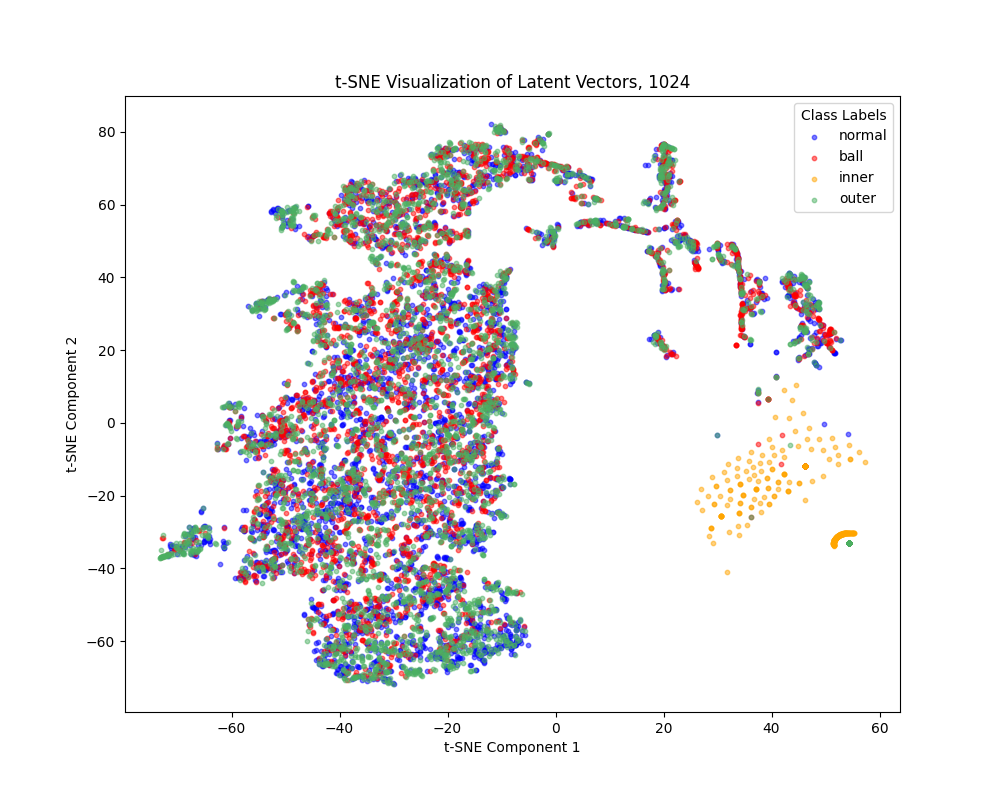 t-SNE Visualization of Latent Vectors, 1024
Class Labels
normal
ball
inner
outer
80
60
40
20
0
−20
−40
−60
t-SNE Component 2
−60
−40
−20
0
20
40
60
t-SNE Component 1